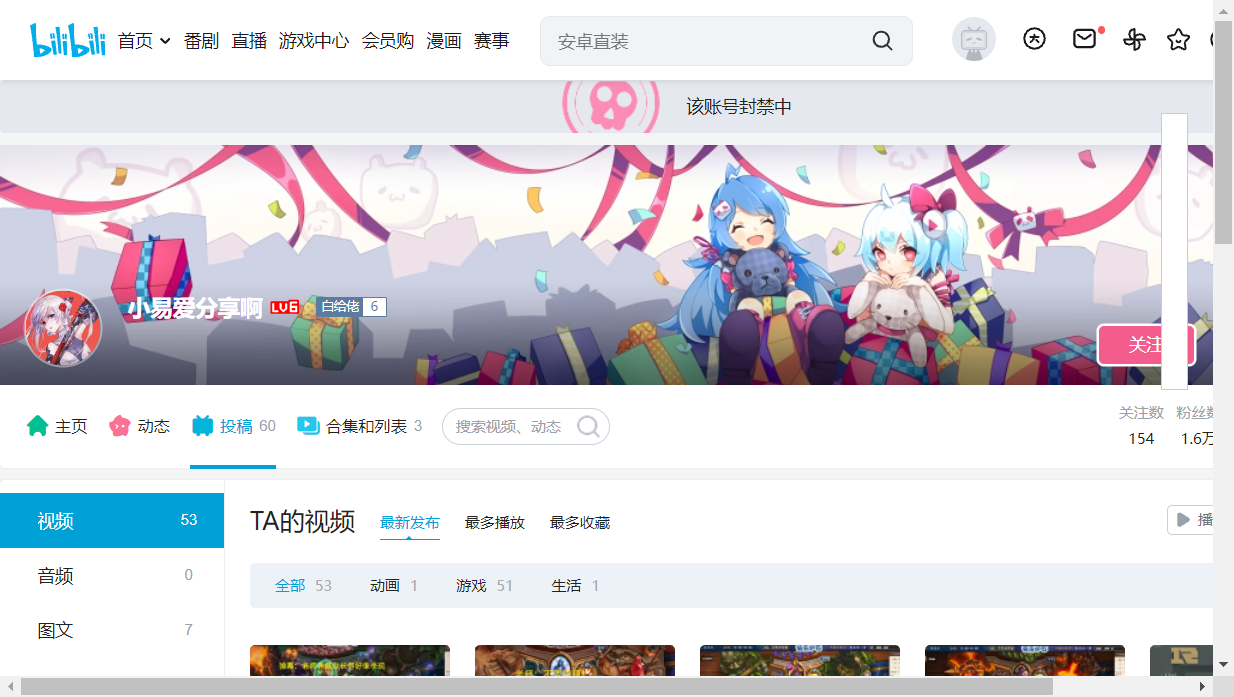 bilibili 首页 番剧 直播 游戏中心 会员购 漫画 赛事 安卓直装
该账号封禁中
小易爱分享啊 LV6 白给佬 6
关注
主页 动态 投稿 60 合集和列表 3 搜索视频、动态
关注数 粉丝数
154 1.6万
视频 53
音频 0
图文 7
TA的视频 最新发布 最多播放 最多收藏 播
全部 53 动画 1 游戏 51 生活 1